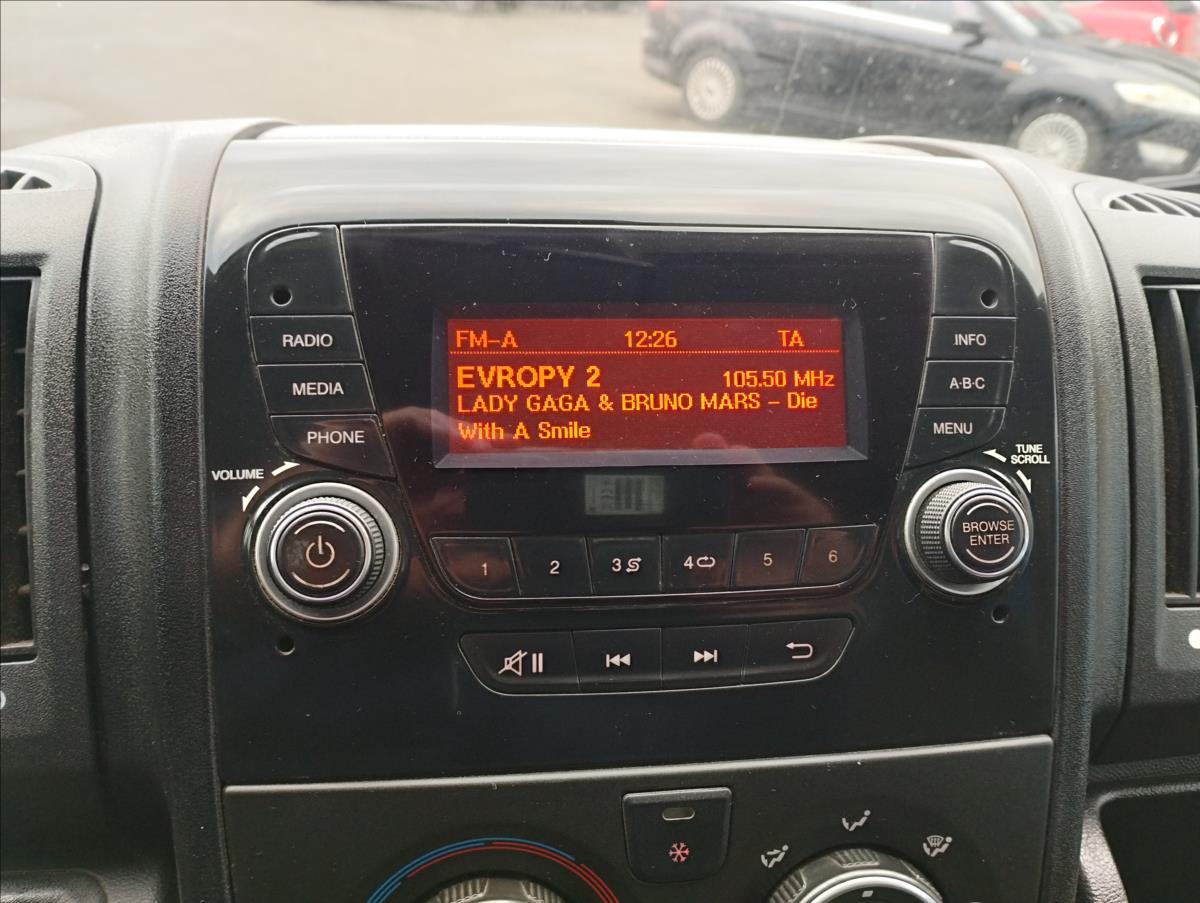 FM-A 12:26 TA
EVROPY 2 105.50 MHz
LADY GAGA & BRUNO MARS - Die
With A Smile
RADIO
MEDIA
PHONE
VOLUME
INFO
A·B·C
MENU
TUNE
SCROLL
BROWSE
ENTER
1 2 3 4 5 6